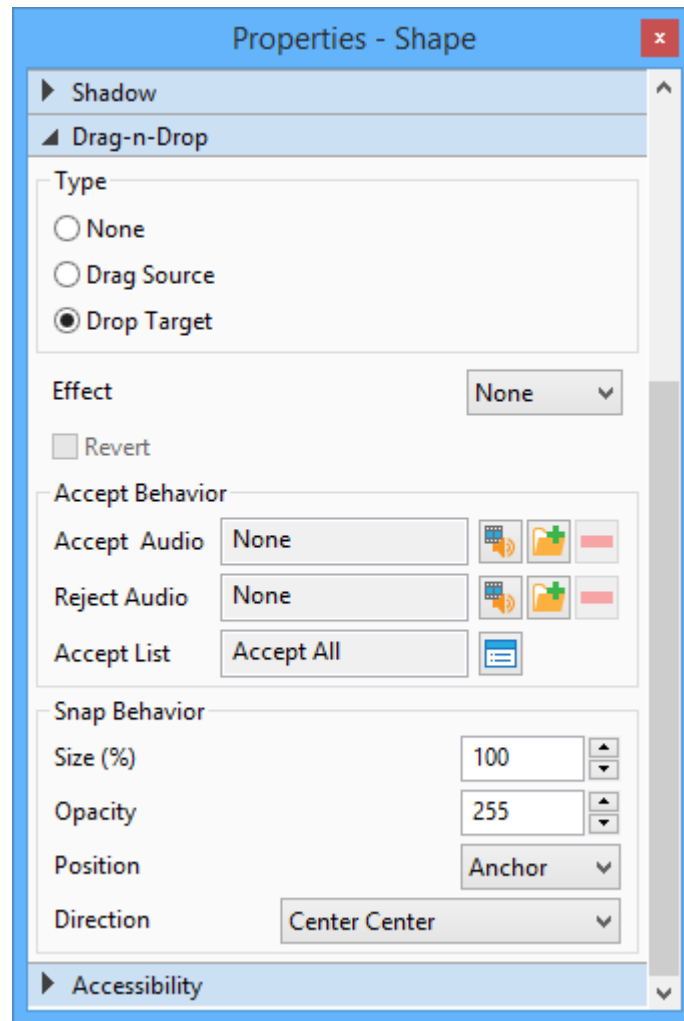 Properties - Shape
x
Shadow
Drag-n-Drop
Type
None
Drag Source
Drop Target
Effect None
Revert
Accept Behavior
Accept Audio None
Reject Audio None
Accept List Accept All
Snap Behavior
Size (%) 100
Opacity 255
Position Anchor
Direction Center Center
Accessibility